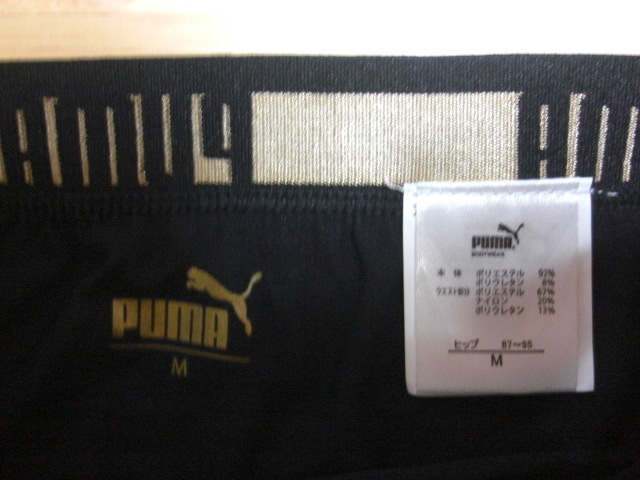 PUMA
M
PUMA
BODYWEAR
本体 ポリエステル 92%
ポリウレタン 8%
ウエスト部分 ポリエステル 67%
ナイロン 20%
ポリウレタン 13%
ヒップ 87～95
M